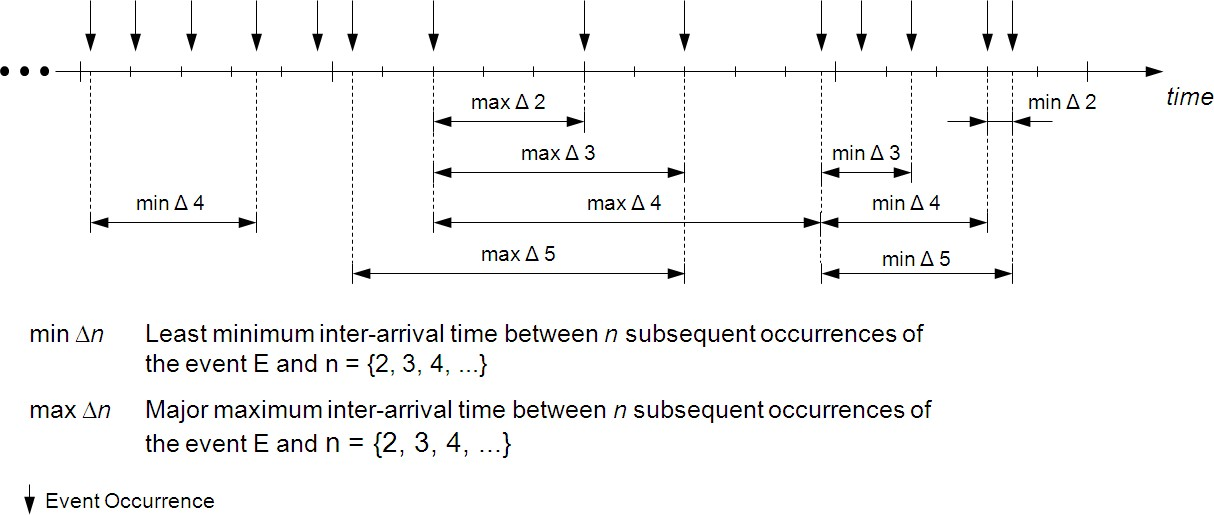 max Δ 2
min Δ 2
time
max Δ 3
min Δ 3
min Δ 4
max Δ 4
min Δ 4
max Δ 5
min Δ 5
min Δn Least minimum inter-arrival time between n subsequent occurrences of
the event E and n = {2, 3, 4, ...}
max Δn Major maximum inter-arrival time between n subsequent occurrences of
the event E and n = {2, 3, 4, ...}
Event Occurrence